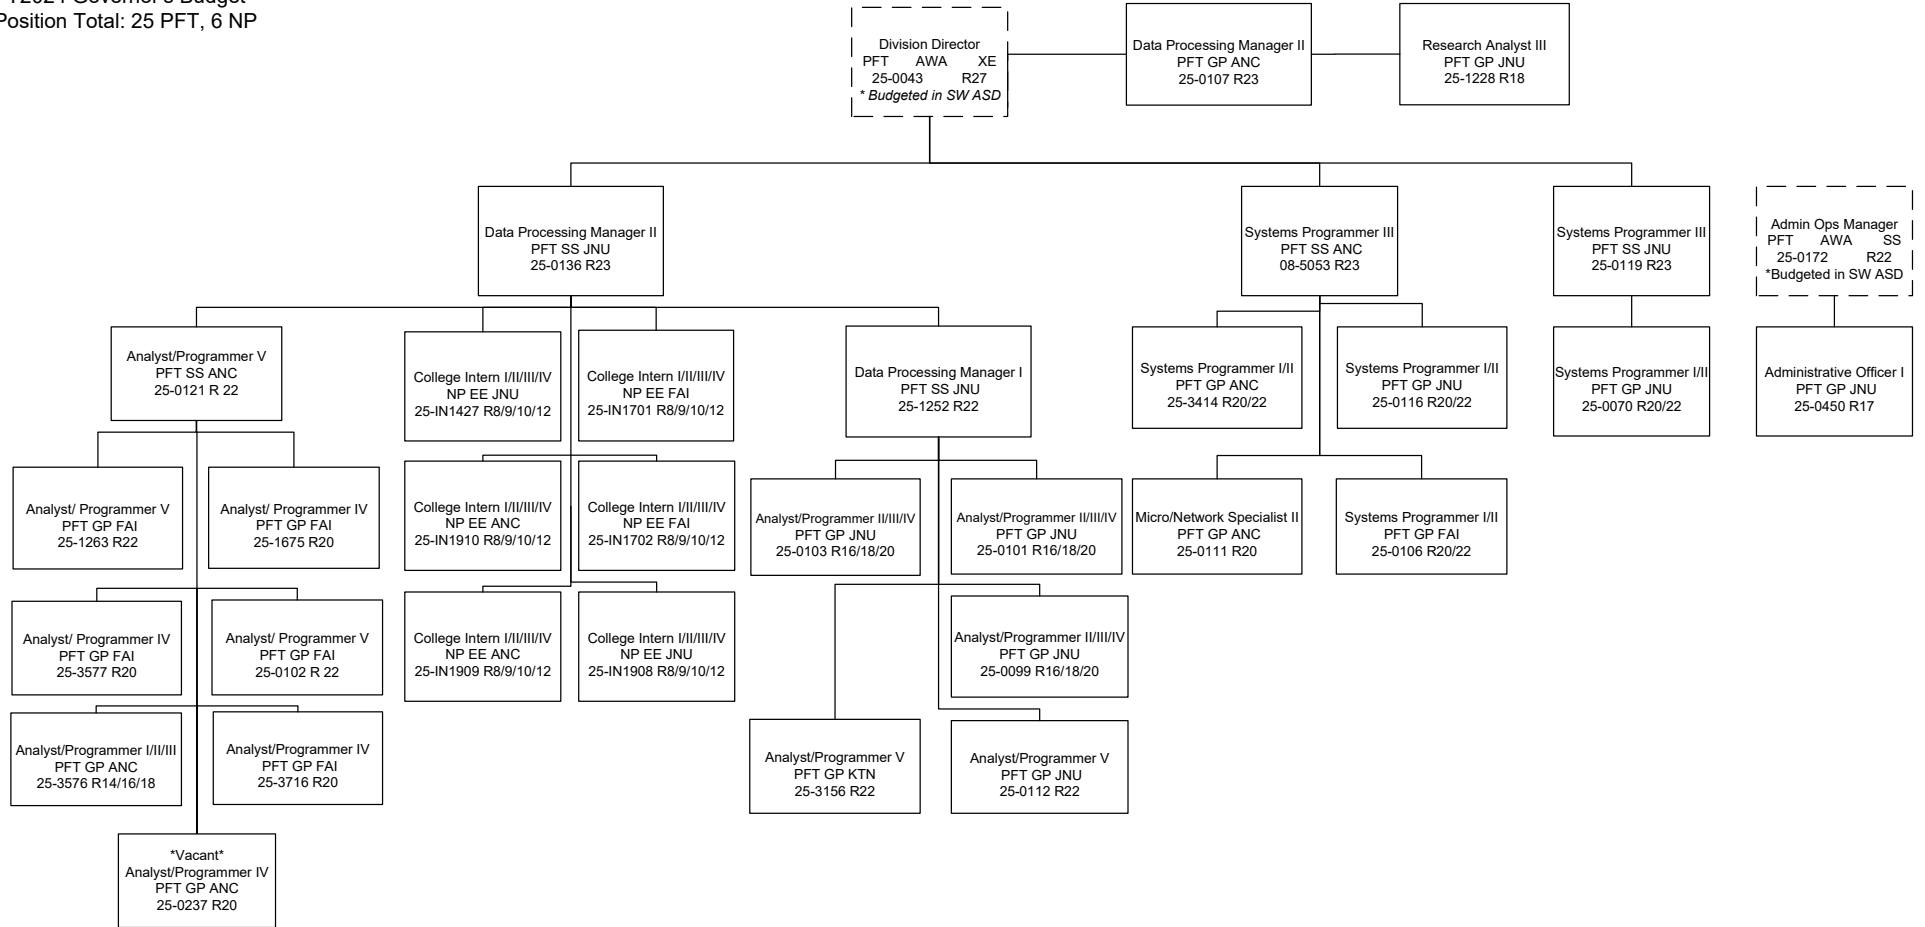 Y2024 Governor's Budget
Position Total: 25 PFT, 6 NP
Division Director
PFT AWA XE
25-0043 R27
* Budgeted in SW ASD
Data Processing Manager II
PFT GP ANC
25-0107 R23
Research Analyst III
PFT GP JNU
25-1228 R18
Data Processing Manager II
PFT SS JNU
25-0136 R23
Systems Programmer III
PFT SS ANC
08-5053 R23
Systems Programmer III
PFT SS JNU
25-0119 R23
Admin Ops Manager
PFT AWA SS
25-0172 R22
*Budgeted in SW ASD
Analyst/Programmer V
PFT SS ANC
25-0121 R 22
College Intern I/II/III/IV
NP EE JNU
25-IN1427 R8/9/10/12
College Intern I/II/III/IV
NP EE FAI
25-IN1701 R8/9/10/12
Data Processing Manager I
PFT SS JNU
25-1252 R22
Systems Programmer I/II
PFT GP ANC
25-3414 R20/22
Systems Programmer I/II
PFT GP JNU
25-0116 R20/22
Systems Programmer I/II
PFT GP JNU
25-0070 R20/22
Administrative Officer I
PFT GP JNU
25-0450 R17
Analyst/ Programmer V
PFT GP FAI
25-1263 R22
Analyst/ Programmer IV
PFT GP FAI
25-1675 R20
College Intern I/II/III/IV
NP EE ANC
25-IN1910 R8/9/10/12
College Intern I/II/III/IV
NP EE FAI
25-IN1702 R8/9/10/12
Analyst/Programmer II/III/IV
PFT GP JNU
25-0103 R16/18/20
Analyst/Programmer II/III/IV
PFT GP JNU
25-0101 R16/18/20
Micro/Network Specialist II
PFT GP ANC
25-0111 R20
Systems Programmer I/II
PFT GP FAI
25-0106 R20/22
Analyst/ Programmer IV
PFT GP FAI
25-3577 R20
Analyst/ Programmer V
PFT GP FAI
25-0102 R 22
College Intern I/II/III/IV
NP EE ANC
25-IN1909 R8/9/10/12
College Intern I/II/III/IV
NP EE JNU
25-IN1908 R8/9/10/12
Analyst/Programmer II/III/IV
PFT GP JNU
25-0099 R16/18/20
Analyst/Programmer I/II/III
PFT GP ANC
25-3576 R14/16/18
Analyst/Programmer IV
PFT GP FAI
25-3716 R20
Analyst/Programmer V
PFT GP KTN
25-3156 R22
Analyst/Programmer V
PFT GP JNU
25-0112 R22
*Vacant*
Analyst/Programmer IV
PFT GP ANC
25-0237 R20